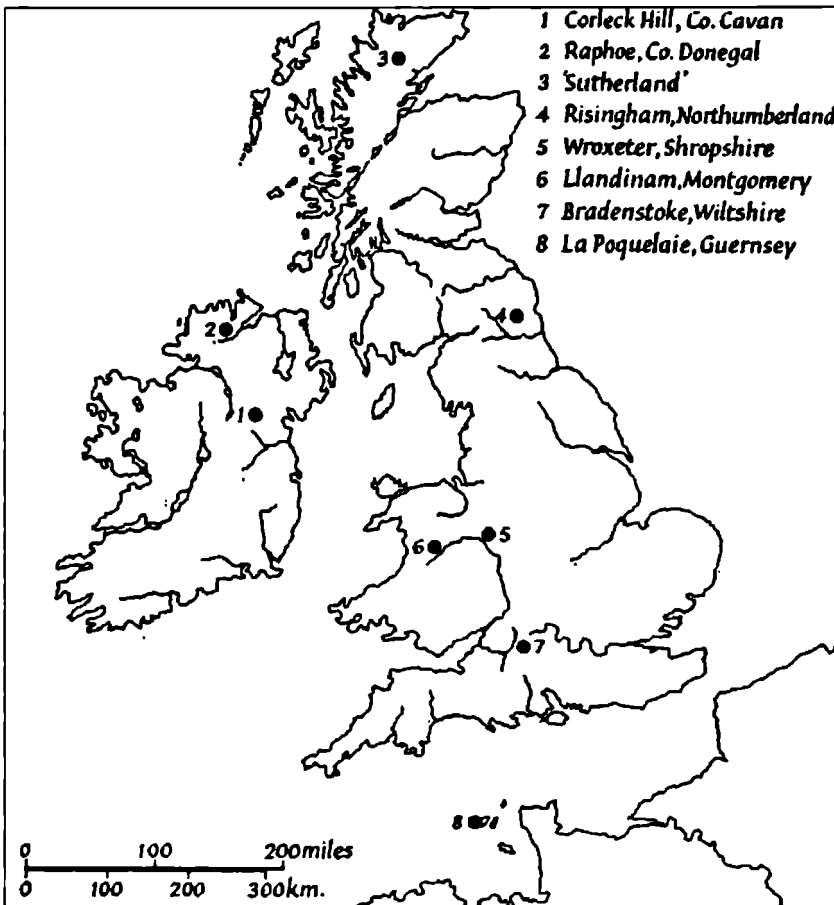 1 Corleck Hill, Co. Cavan
2 Raphoe, Co. Donegal
3 'Sutherland'
4 Risingham, Northumberland
5 Wroxeter, Shropshire
6 Llandinam, Montgomery
7 Bradenstoke, Wiltshire
8 La Poquelaie, Guernsey
3
4
2
1
5
6
7
8
0 100 200 miles
0 100 200 300 km.